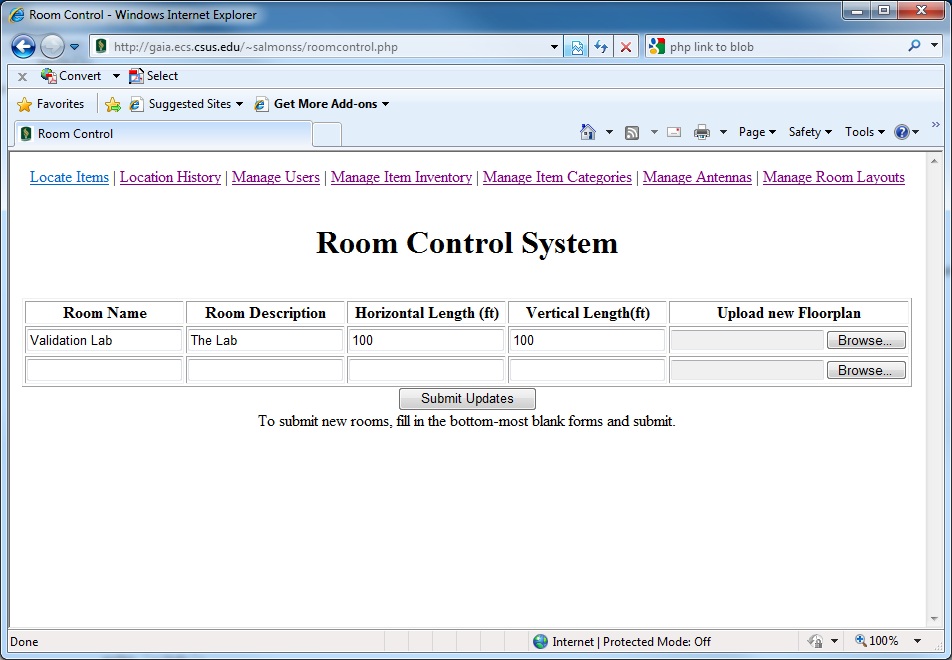 Room Control - Windows Internet Explorer
http://gaia.ecs.csus.edu/~salmonss/roomcontrol.php php link to blob
x Convert Select
Favorites Suggested Sites Get More Add-ons
Room Control Page Safety Tools
Locate Items | Location History | Manage Users | Manage Item Inventory | Manage Item Categories | Manage Antennas | Manage Room Layouts
Room Control System
Room Name Room Description Horizontal Length (ft) Vertical Length(ft) Upload new Floorplan
Validation Lab The Lab 100 100 Browse...
Browse...
Submit Updates
To submit new rooms, fill in the bottom-most blank forms and submit.
Done Internet | Protected Mode: Off 100%